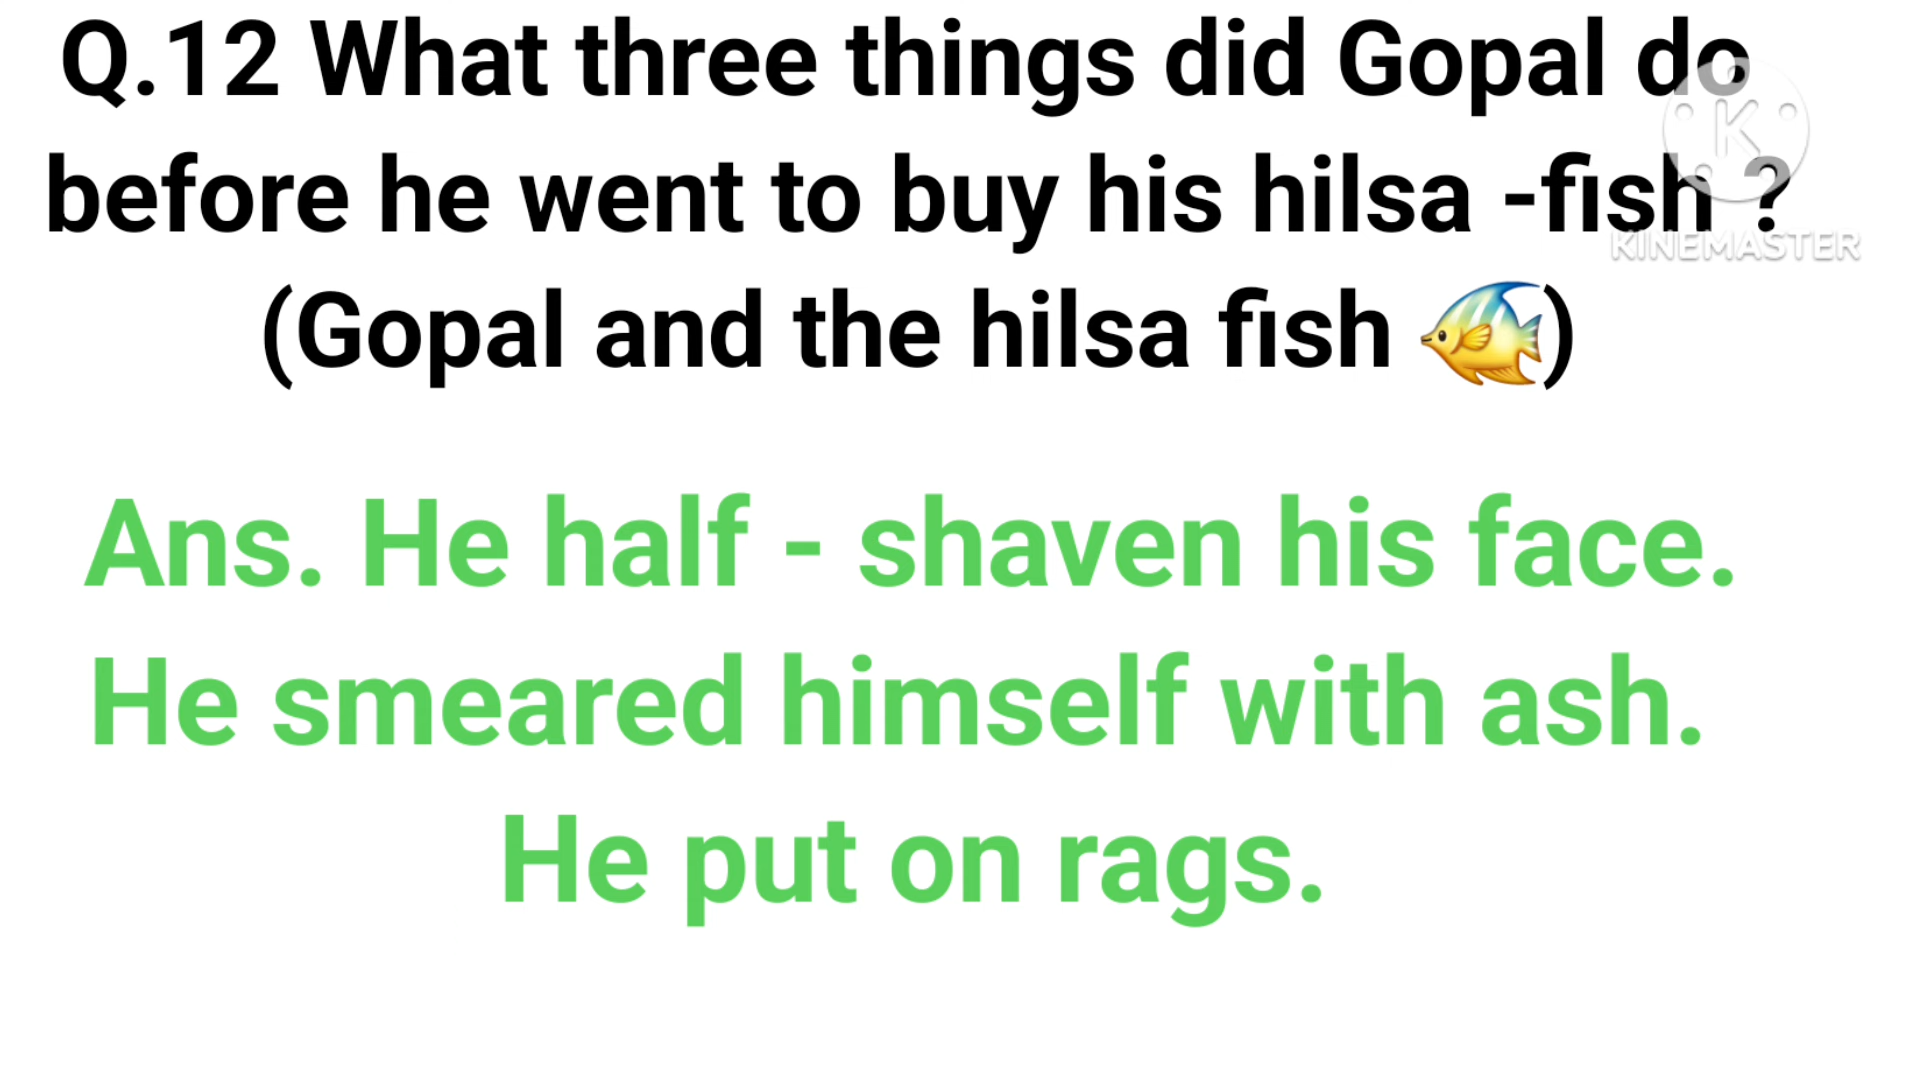 Q.12 What three things did Gopal do
before he went to buy his hilsa -fish ?
(Gopal and the hilsa fish 🐠)
Ans. He half - shaven his face.
He smeared himself with ash.
He put on rags.
K
KINEMASTER